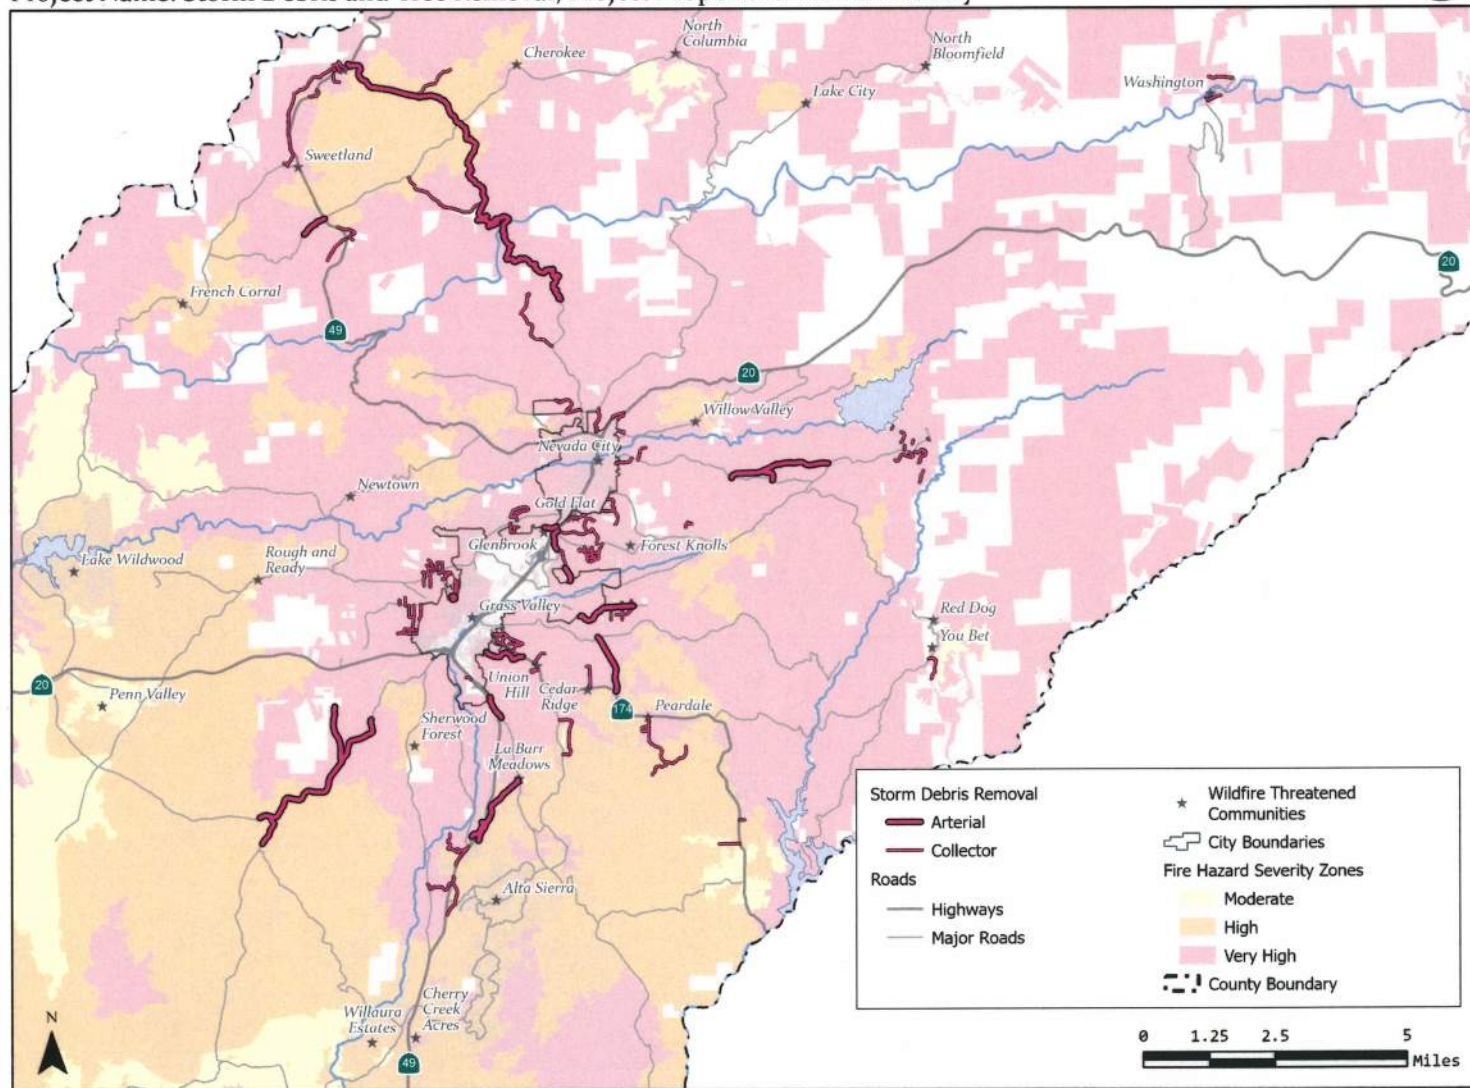 North
Columbia
Cherokee
North
Bloomfield
Washington
Lake City
Sweetland
French Corral
20
49
20
Willow Valley
Nevada City
Newtown
Gold Flat
Glenbrook
Forest Knolls
Lake Wildwood
Rough and
Ready
Grass Valley
Red Dog
You Bet
20
Penn Valley
Union
Hill
Cedar
Ridge
174
Peardale
Sherwood
Forest
La Barr
Meadows
Alta Sierra
Willaura
Estates
Cherry
Creek
Acres
49
N
Storm Debris Removal
Arterial
Collector
Roads
Highways
Major Roads
Wildfire Threatened
Communities
City Boundaries
Fire Hazard Severity Zones
Moderate
High
Very High
County Boundary
0 1.25 2.5 5
Miles